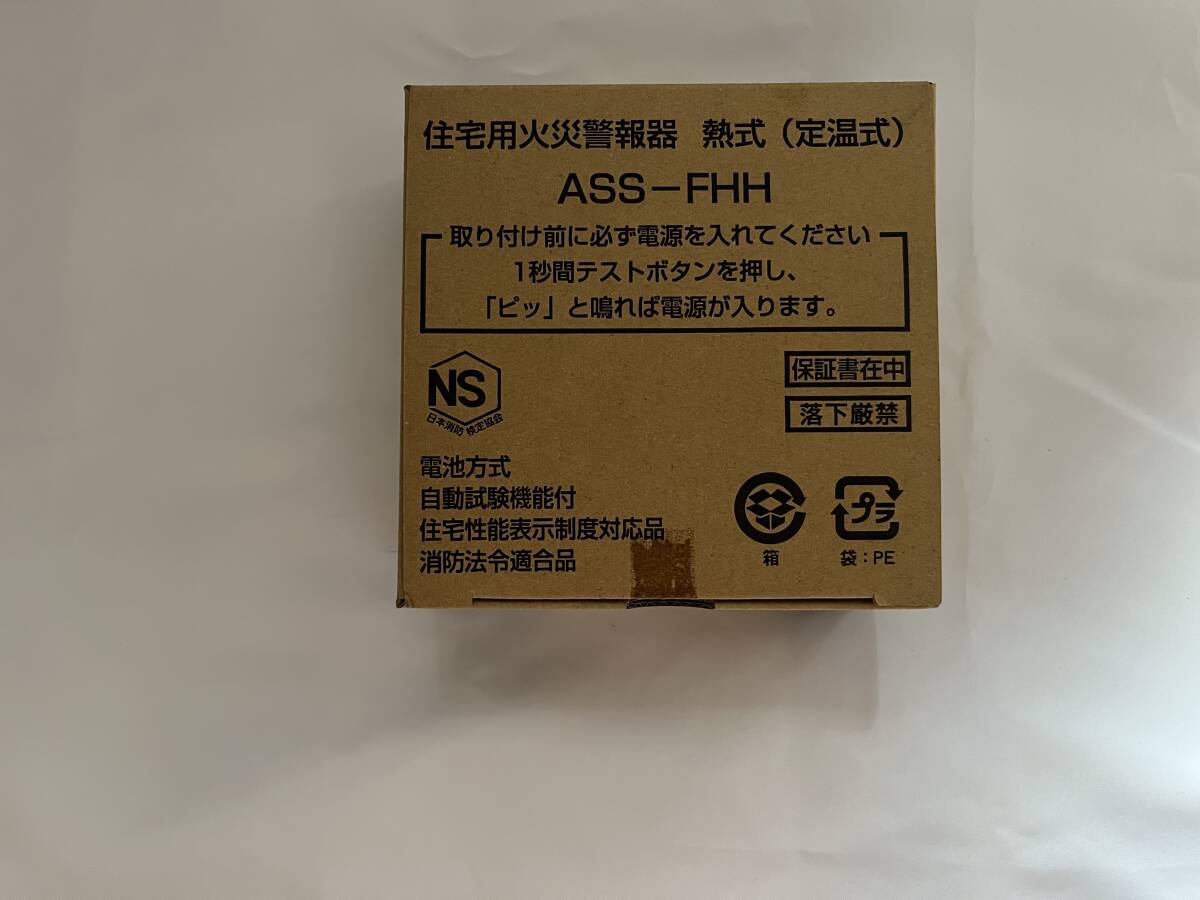 住宅用火災警報器 熱式（定温式）
ASS－FHH
取り付け前に必ず電源を入れてください
1秒間テストボタンを押し、
「ピッ」と鳴れば電源が入ります。
NS
日本消防検定協会
保証書在中
落下厳禁
電池方式
自動試験機能付
住宅性能表示制度対応品
消防法令適合品
箱
プラ
袋：PE